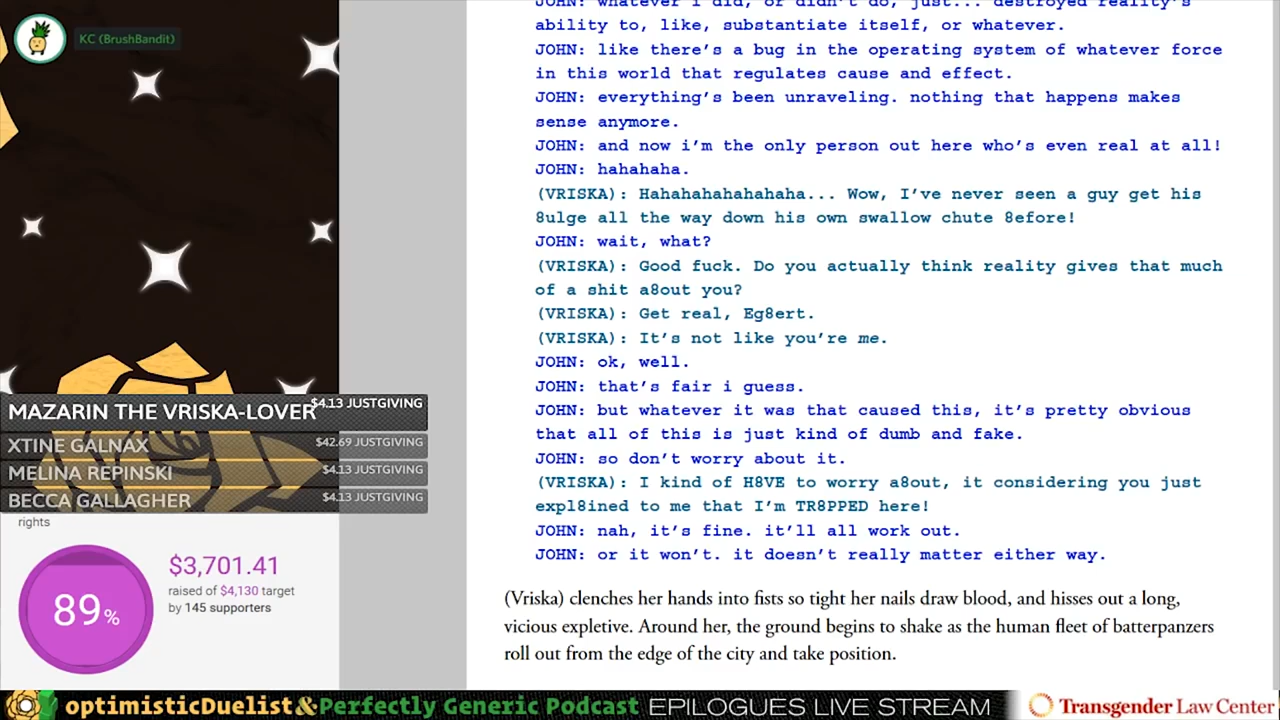 KC (BrushBandit)
JOHN: whatever i did, or didn't do, just... destroyed reality's
ability to, like, substantiate itself, or whatever.
JOHN: like there's a bug in the operating system of whatever force
in this world that regulates cause and effect.
JOHN: everything's been unraveling. nothing that happens makes
sense anymore.
JOHN: and now i'm the only person out here who's even real at all!
JOHN: hahahaha.
(VRISKA): Hahahahahahaha... Wow, I've never seen a guy get his
8ulge all the way down his own swallow chute 8efore!
JOHN: wait, what?
(VRISKA): Good fuck. Do you actually think reality gives that much
of a shit a8out you?
(VRISKA): Get real, Eg8ert.
(VRISKA): It's not like you're me.
JOHN: ok, well.
JOHN: that's fair i guess.
JOHN: but whatever it was that caused this, it's pretty obvious
that all of this is just kind of dumb and fake.
JOHN: so don't worry about it.
(VRISKA): I kind of H8VE to worry a8out, it considering you just
expl8ined to me that I'm TR8PPED here!
JOHN: nah, it's fine. it'll all work out.
JOHN: or it won't. it doesn't really matter either way.
(Vriska) clenches her hands into fists so tight her nails draw blood, and hisses out a long,
vicious expletive. Around her, the ground begins to shake as the human fleet of batterpanzers
roll out from the edge of the city and take position.
MAZARIN THE VRISKA-LOVER $4.13 JUSTGIVING
XTINE GALNAX $42.69 JUSTGIVING
MELINA REPINSKI $4.13 JUSTGIVING
BECCA GALLAGHER $4.13 JUSTGIVING
rights
89%
$3,701.41
raised of $4,130 target
by 145 supporters
optimisticDuelist&Perfectly Generic Podcast EPILOGUES LIVE STREAM Transgender Law Center